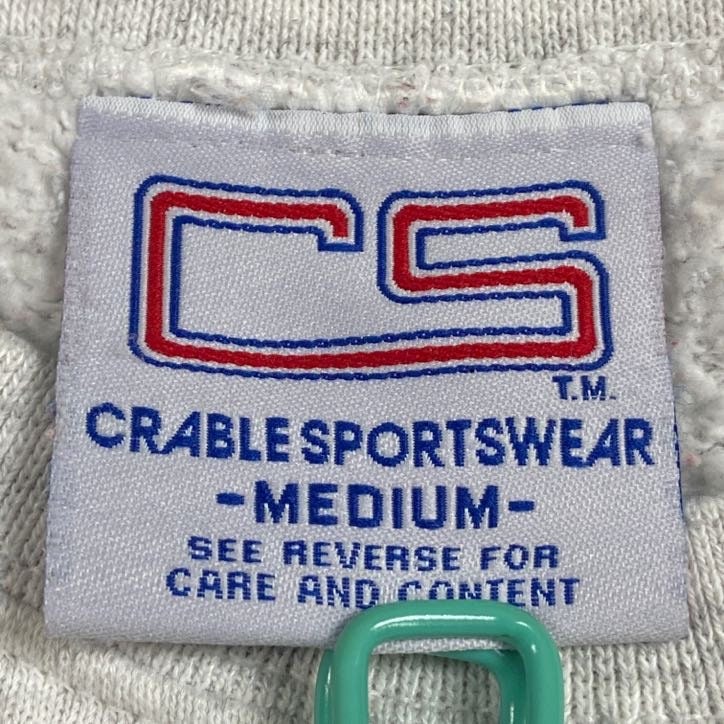 CS
T.M.
CRABLE SPORTSWEAR
-MEDIUM-
SEE REVERSE FOR
CARE AND CONTENT